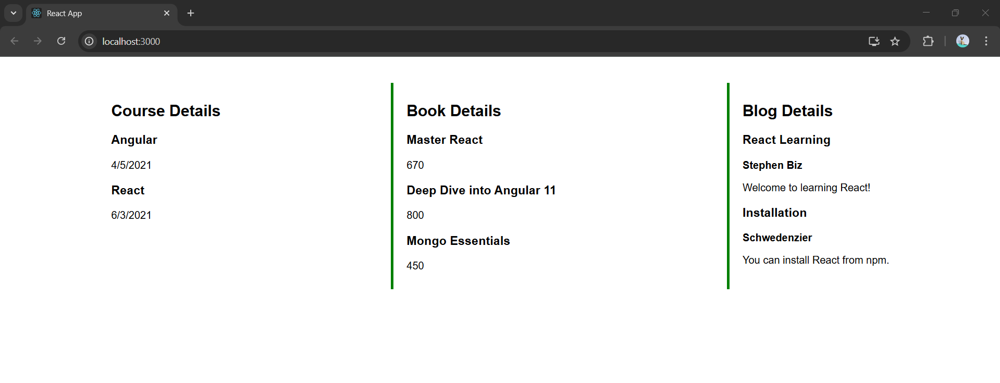 React App
localhost:3000
Course Details
Angular
4/5/2021
React
6/3/2021
Book Details
Master React
670
Deep Dive into Angular 11
800
Mongo Essentials
450
Blog Details
React Learning
Stephen Biz
Welcome to learning React!
Installation
Schwedenzier
You can install React from npm.